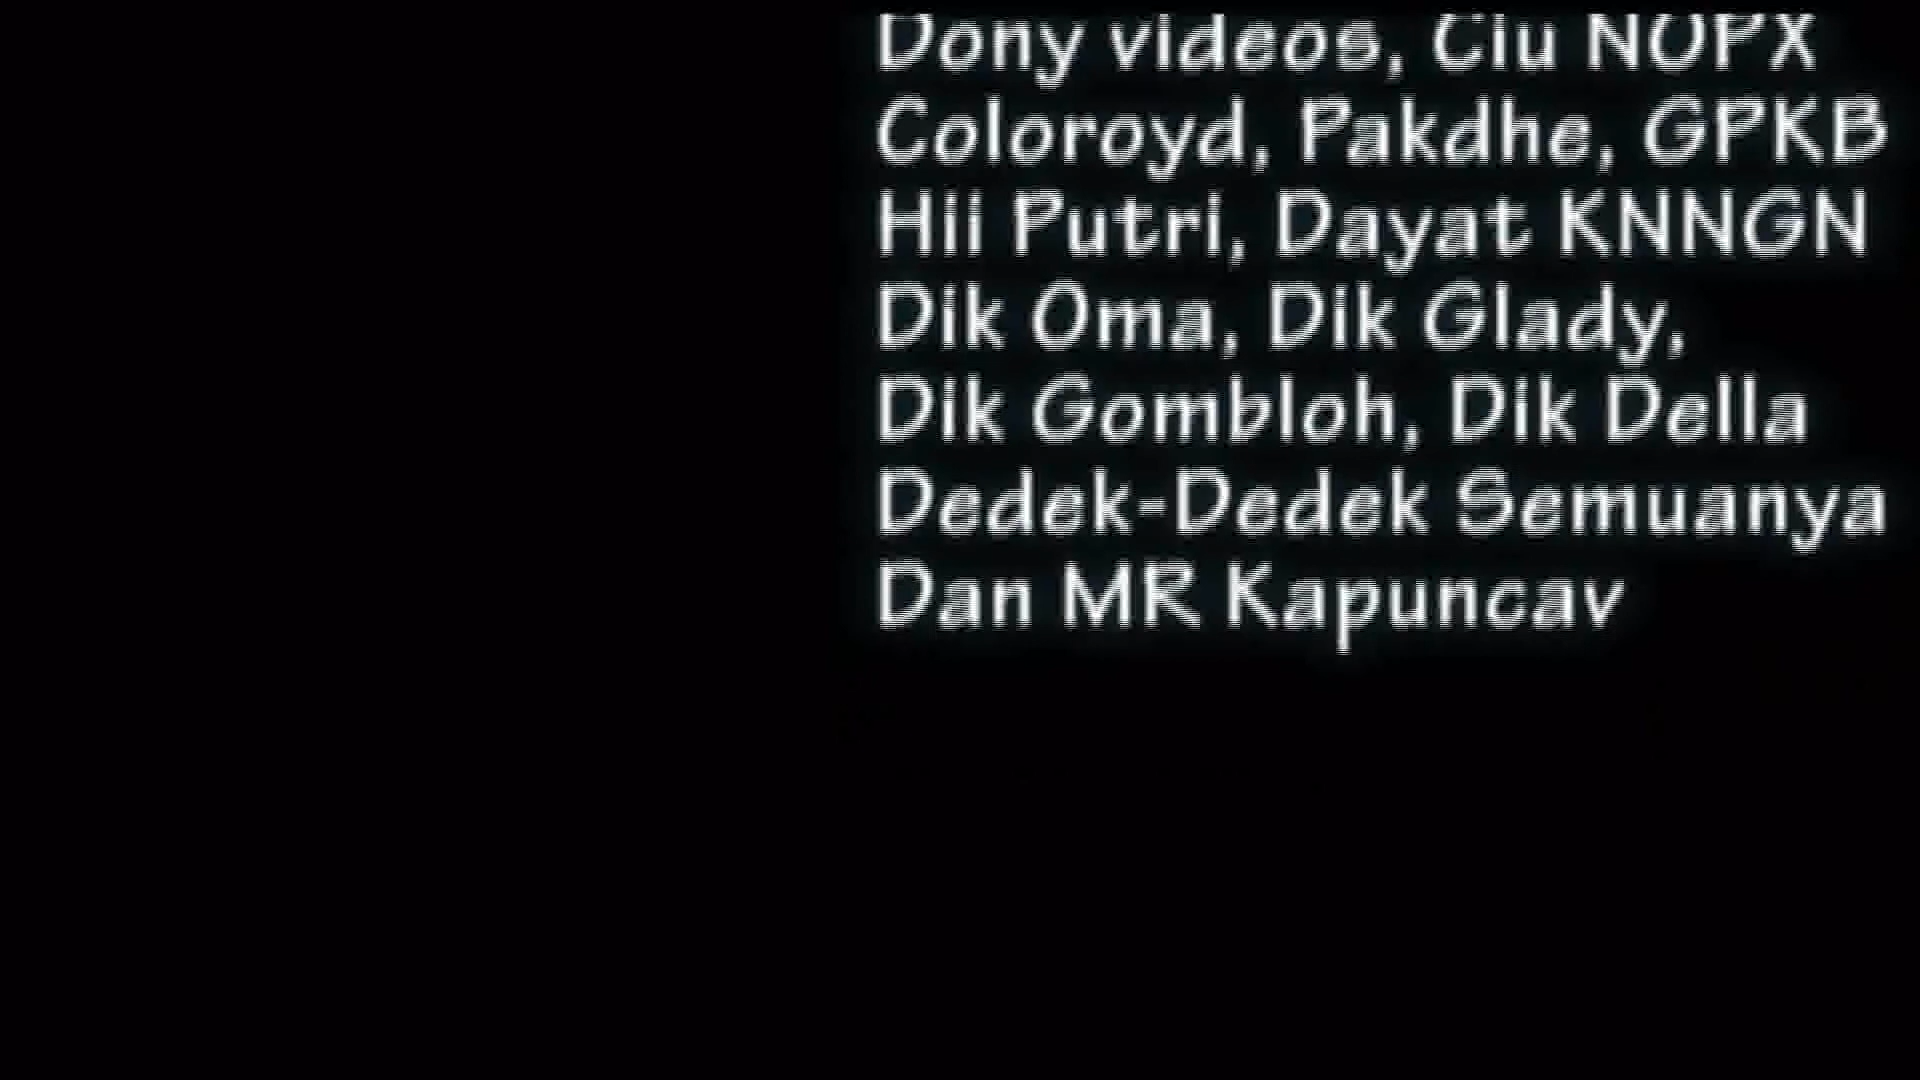 Dony videos, Ciu NOPX
Coloroyd, Pakdhe, GPKB
Hii Putri, Dayat KNNGN
Dik Oma, Dik Glady,
Dik Gombloh, Dik Della
Dedek-Dedek Semuanya
Dan MR Kapuncav